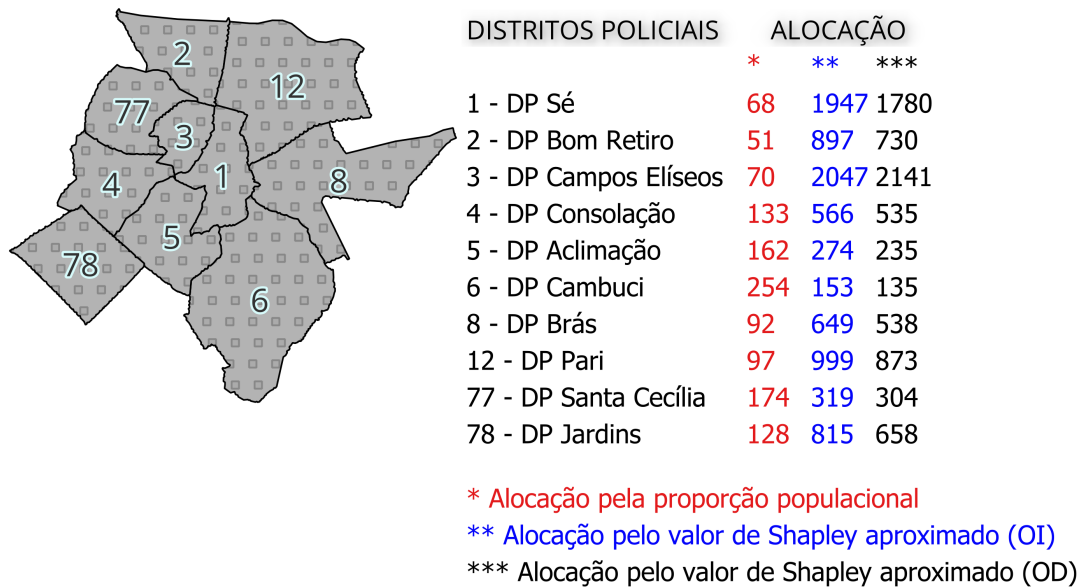 DISTRITOS POLICIAIS ALOCAÇÃO
* ** ***
1 - DP Sé 68 1947 1780
2 - DP Bom Retiro 51 897 730
3 - DP Campos Elíseos 70 2047 2141
4 - DP Consolação 133 566 535
5 - DP Aclimação 162 274 235
6 - DP Cambuci 254 153 135
8 - DP Brás 92 649 538
12 - DP Pari 97 999 873
77 - DP Santa Cecília 174 319 304
78 - DP Jardins 128 815 658
* Alocação pela proporção populacional
** Alocação pelo valor de Shapley aproximado (OI)
*** Alocação pelo valor de Shapley aproximado (OD)
2
12
77
3
4
1
8
5
78
6